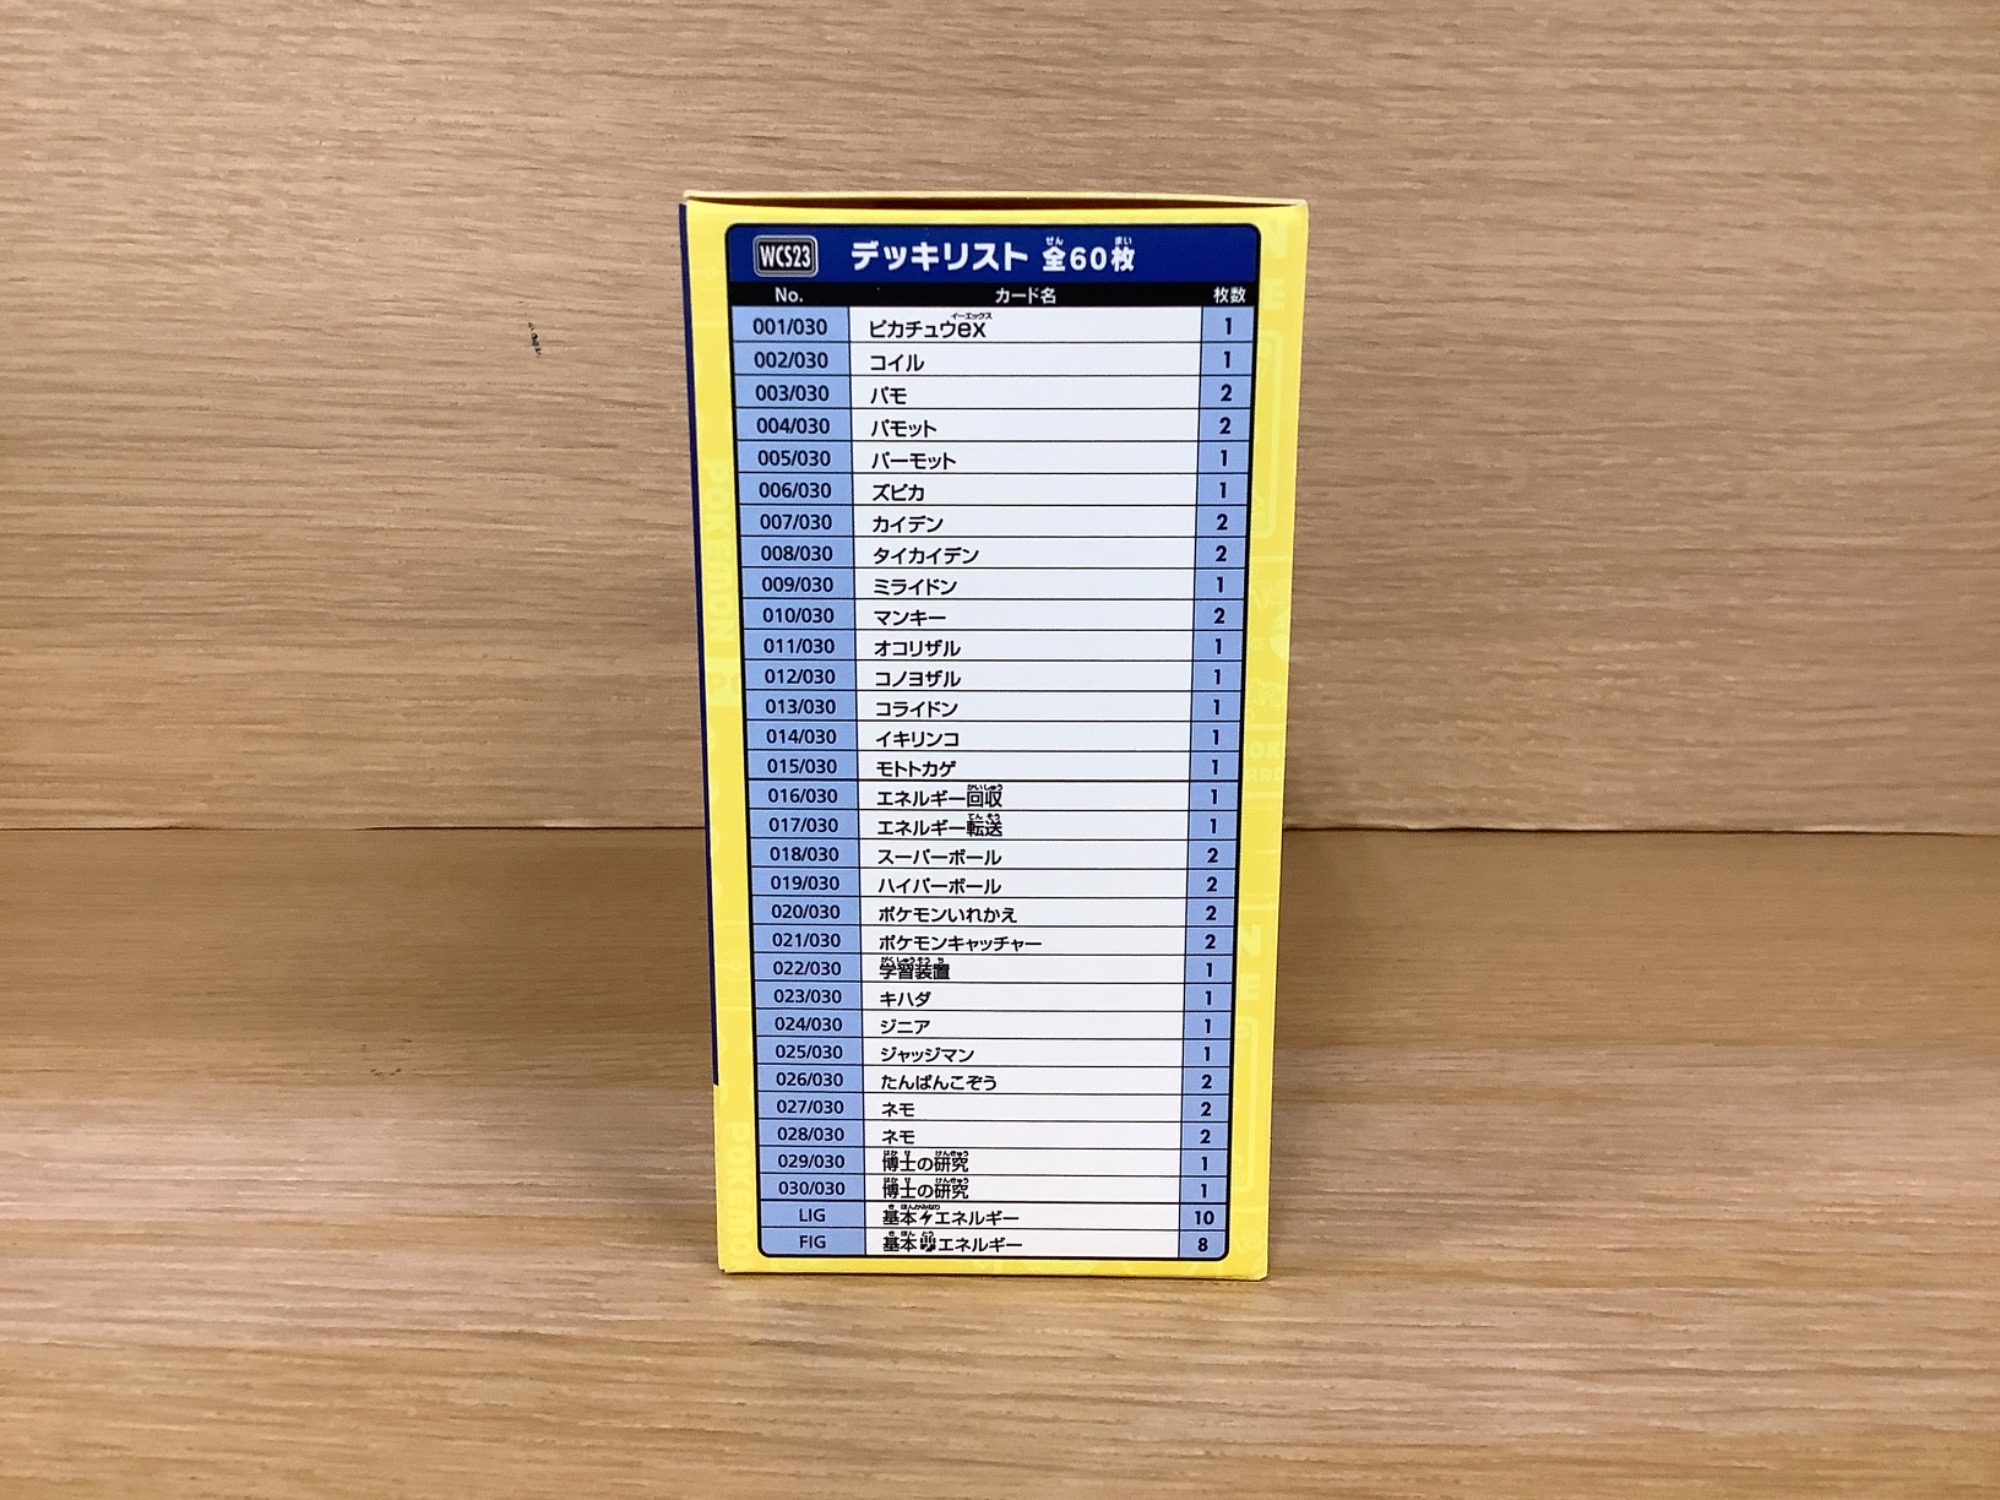 WCS23 デッキリスト 全60枚
No. カード名 枚数
001/030 ピカチュウex 1
002/030 コイル 1
003/030 パモ 2
004/030 パモット 2
005/030 パーモット 1
006/030 ズピカ 1
007/030 カイデン 2
008/030 タイカイデン 2
009/030 ミライドン 1
010/030 マンキー 2
011/030 オコリザル 1
012/030 コノヨザル 1
013/030 コライドン 1
014/030 イキリンコ 1
015/030 モトトカゲ 1
016/030 エネルギー回収 1
017/030 エネルギー転送 1
018/030 スーパーボール 2
019/030 ハイパーボール 2
020/030 ポケモンいれかえ 2
021/030 ポケモンキャッチャー 2
022/030 学習装置 1
023/030 キハダ 1
024/030 ジニア 1
025/030 ジャッジマン 1
026/030 たんぱんこぞう 2
027/030 ネモ 2
028/030 ネモ 2
029/030 博士の研究 1
030/030 博士の研究 1
LIG 基本エネルギー 10
FIG 基本エネルギー 8